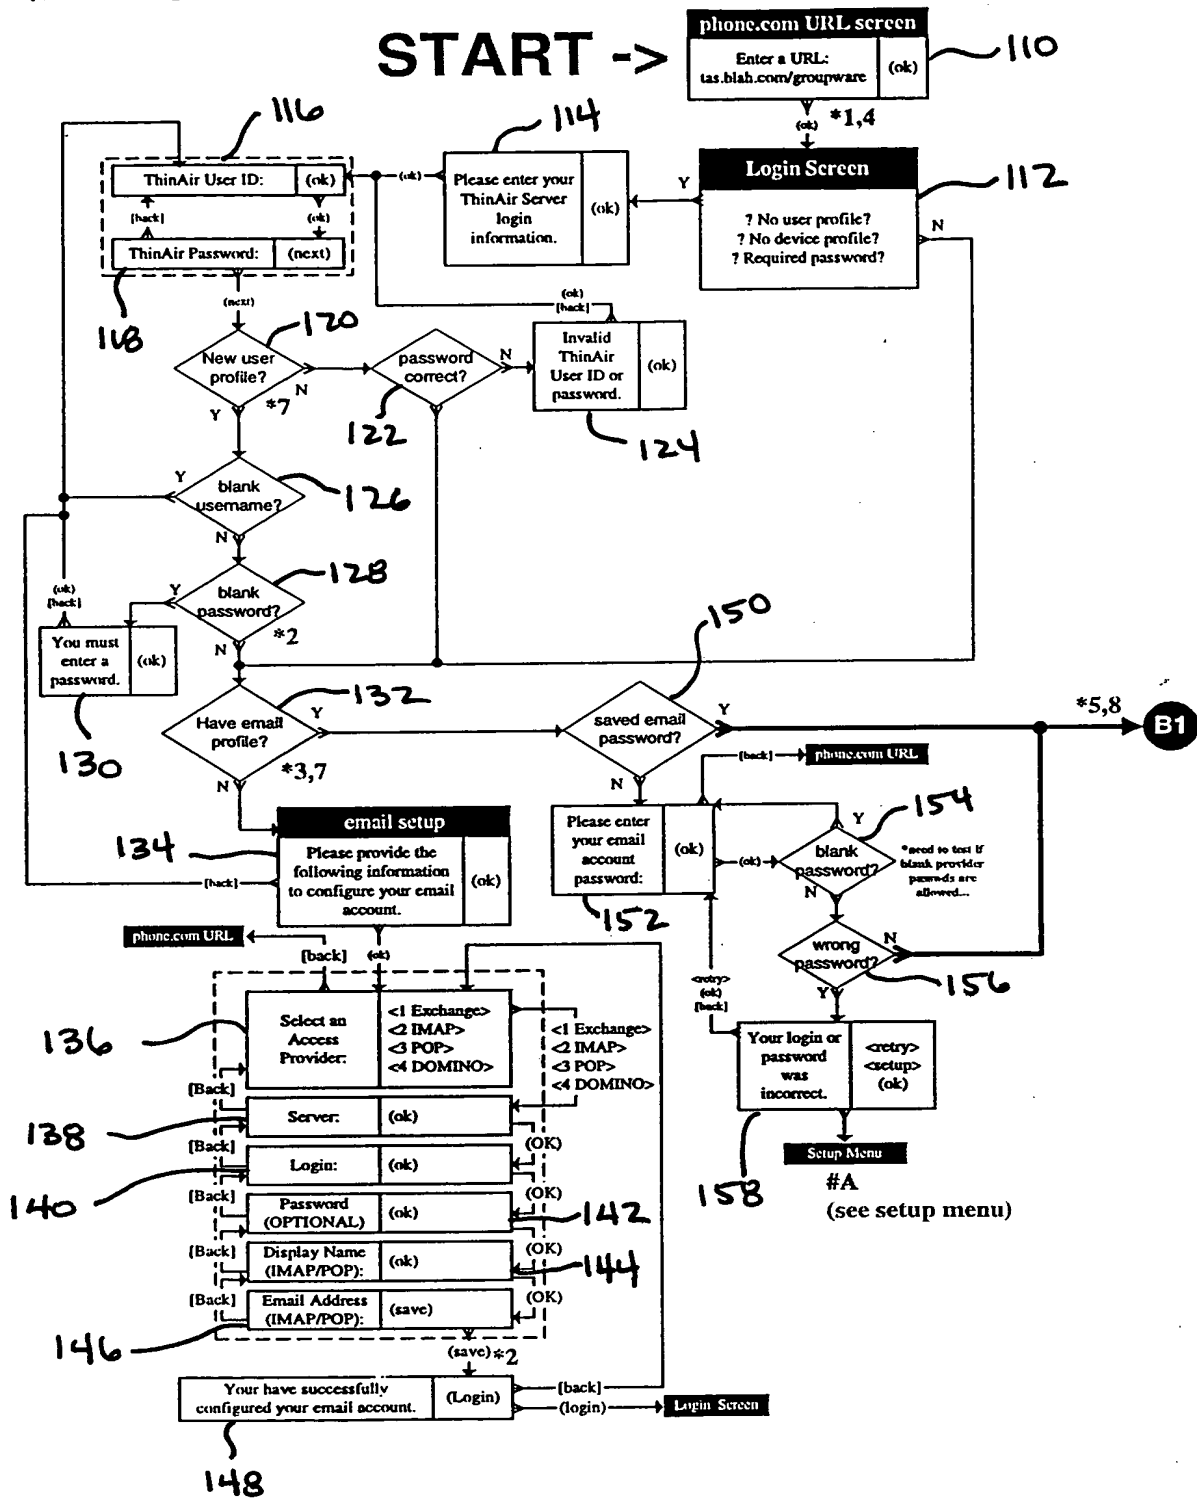 START ->
phone.com URL screen
Enter a URL:
tas.blah.com/groupware
(ok)
110
(ok)
*1,4
116
114
ThinAir User ID:
(ok)
(ok)
Please enter your
ThinAir Server
login
information.
(ok)
Y
Login Screen
? No user profile?
? No device profile?
? Required password?
112
N
[back]
(ok)
ThinAir Password:
(next)
118
(next)
(ok)
[back]
120
New user
profile?
N
Y
*7
password
correct?
N
122
Invalid
ThinAir
User ID or
password.
(ok)
124
Y
blank
username?
126
N
128
Y
blank
password?
*2
N
(ok)
[back]
You must
enter a
password.
(ok)
130
132
Have email
profile?
Y
*3,7
N
150
saved email
password?
Y
N
*5,8
B1
[back]
phone.com URL
134
email setup
Please provide the
following information
to configure your email
account.
(ok)
[back]
Please enter
your email
account
password:
(ok)
152
(ok)
154
Y
blank
password?
N
*need to test if
blank provider
passwds are
allowed...
wrong
password?
N
156
Y
<retry>
(ok)
[back]
phone.com URL
[back]
(ok)
136
Select an
Access
Provider:
<1 Exchange>
<2 IMAP>
<3 POP>
<4 DOMINO>
<1 Exchange>
<2 IMAP>
<3 POP>
<4 DOMINO>
Your login or
password
was
incorrect.
<retry>
<setup>
(ok)
158
Setup Menu
#A
(see setup menu)
[Back]
138
Server:
(ok)
(OK)
[Back]
140
Login:
(ok)
(OK)
[Back]
Password
(OPTIONAL)
(ok)
142
(OK)
[Back]
Display Name
(IMAP/POP):
(ok)
144
(OK)
[Back]
Email Address
(IMAP/POP):
(save)
146
(save)
*2
Your have successfully
configured your email account.
(Login)
[back]
(login)
Login Screen
148